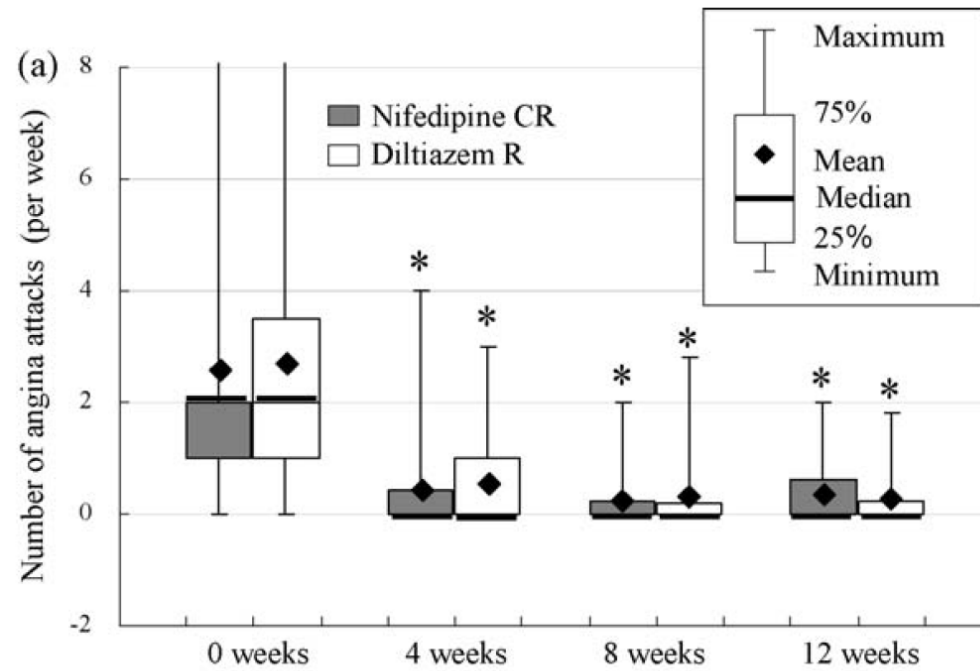 (a)
Number of angina attacks (per week)
8
6
4
2
0
-2
Nifedipine CR
Diltiazem R
Maximum
75%
Mean
Median
25%
Minimum
*
*
*
*
*
*
0 weeks
4 weeks
8 weeks
12 weeks